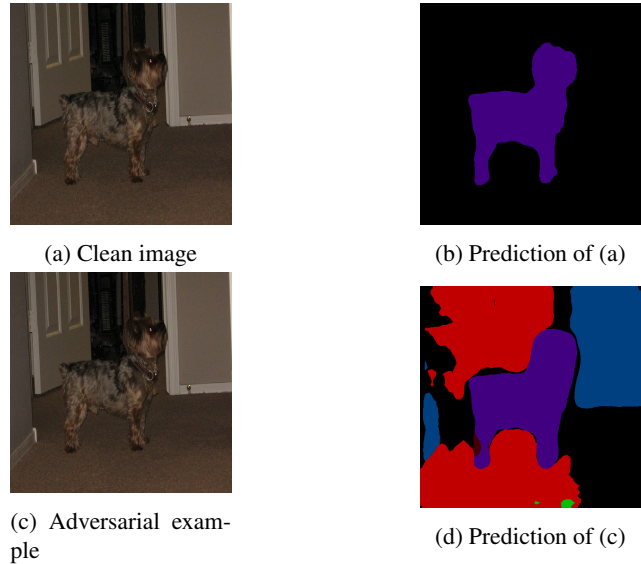 (a) Clean image
(b) Prediction of (a)
(c) Adversarial exam-
ple
(d) Prediction of (c)